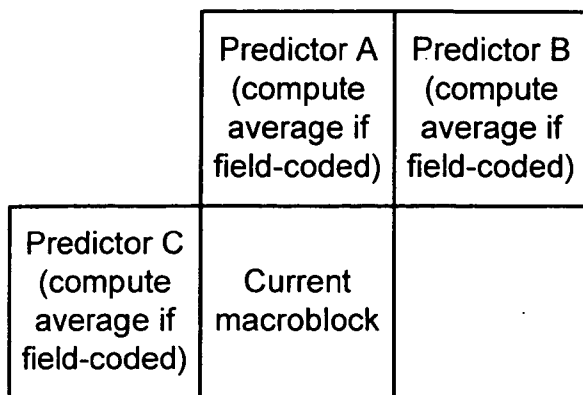 Predictor A
(compute
average if
field-coded)
Predictor B
(compute
average if
field-coded)
Predictor C
(compute
average if
field-coded)
Current
macroblock